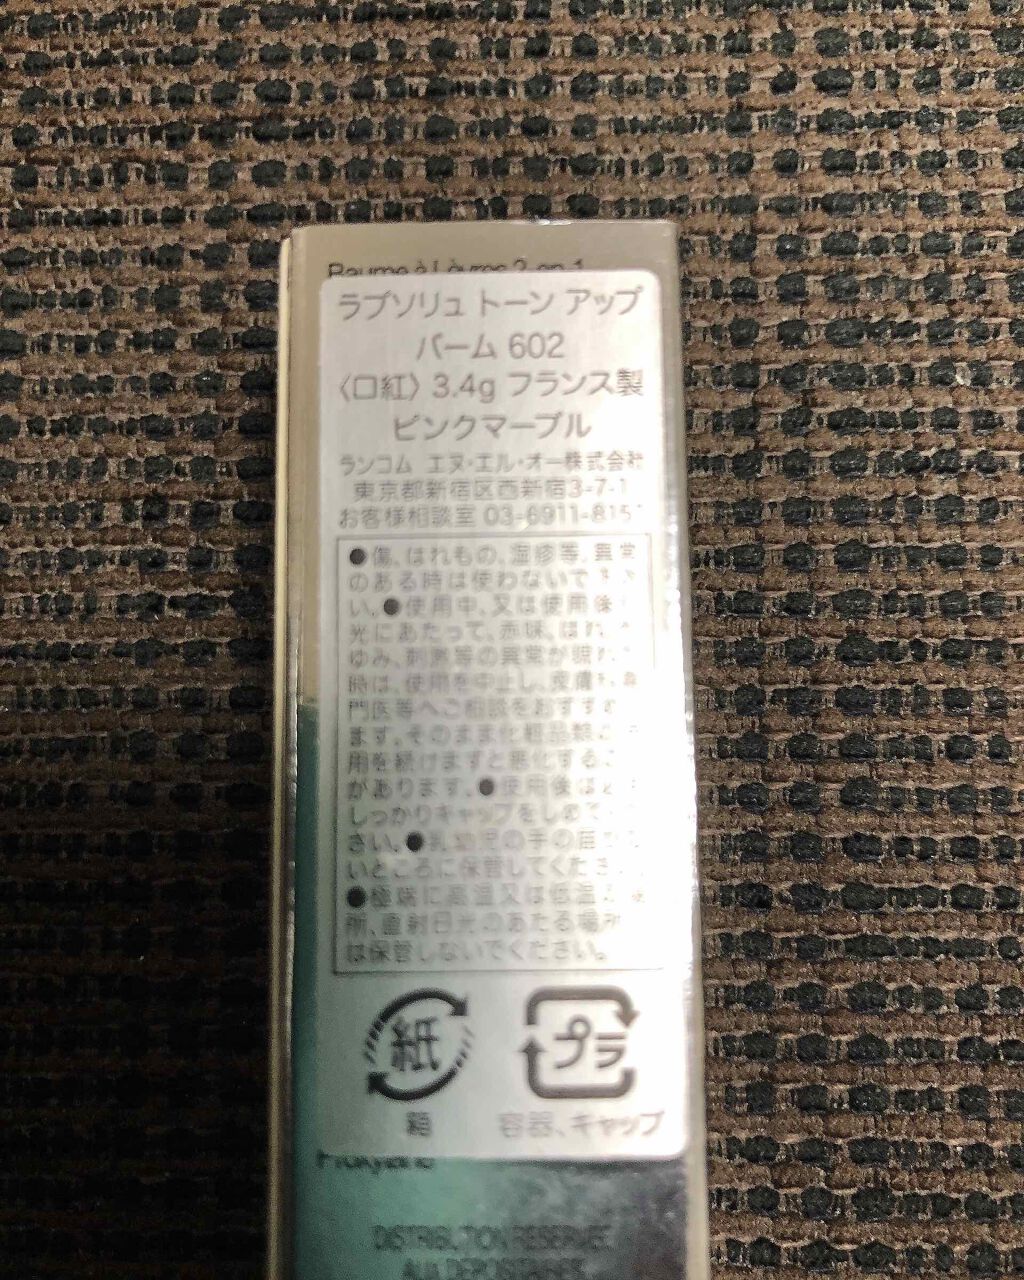 Baume à Lèvres 2 en 1
ラプソリュ トーン アップ
バーム 602
〈口紅〉 3.4g フランス製
ピンクマーブル
ランコム エヌ・エル・オー株式会社
東京都新宿区西新宿3-7-1
お客様相談室 03-6911-815
●傷、はれもの、湿疹等、異常
のある時は使わないで
い。●使用中、又は使用後
光にあたって、赤味、はれ、
ゆみ、刺激等の異常が現れ
時は、使用を中止し、皮膚科専
門医等へご相談をおすすめ
ます。そのまま化粧品類の
用を続けますと悪化するこ
があります。●使用後は必ず
しっかりキャップをしめて
さい。●乳幼児の手の届かな
いところに保管してくださ
●極端に高温又は低温の場
所、直射日光のあたる場所
は保管しないでください。
紙
箱
プラ
容器、キャップ
DISTRIBUTION RESERVEE
AUX DEPOSITAIRES